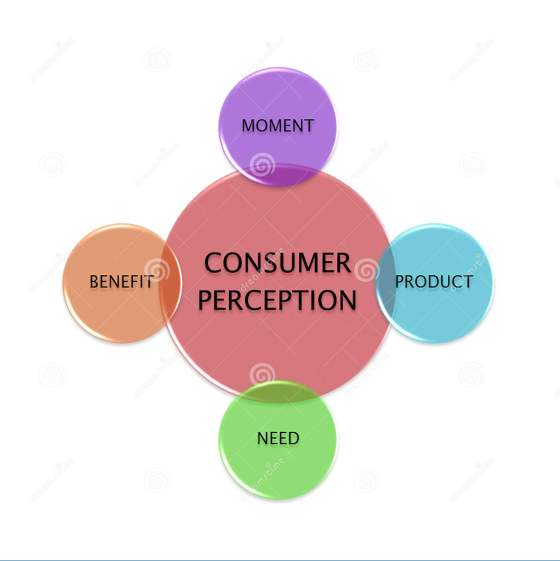 MOMENT
CONSUMER
PERCEPTION
BENEFIT
PRODUCT
NEED